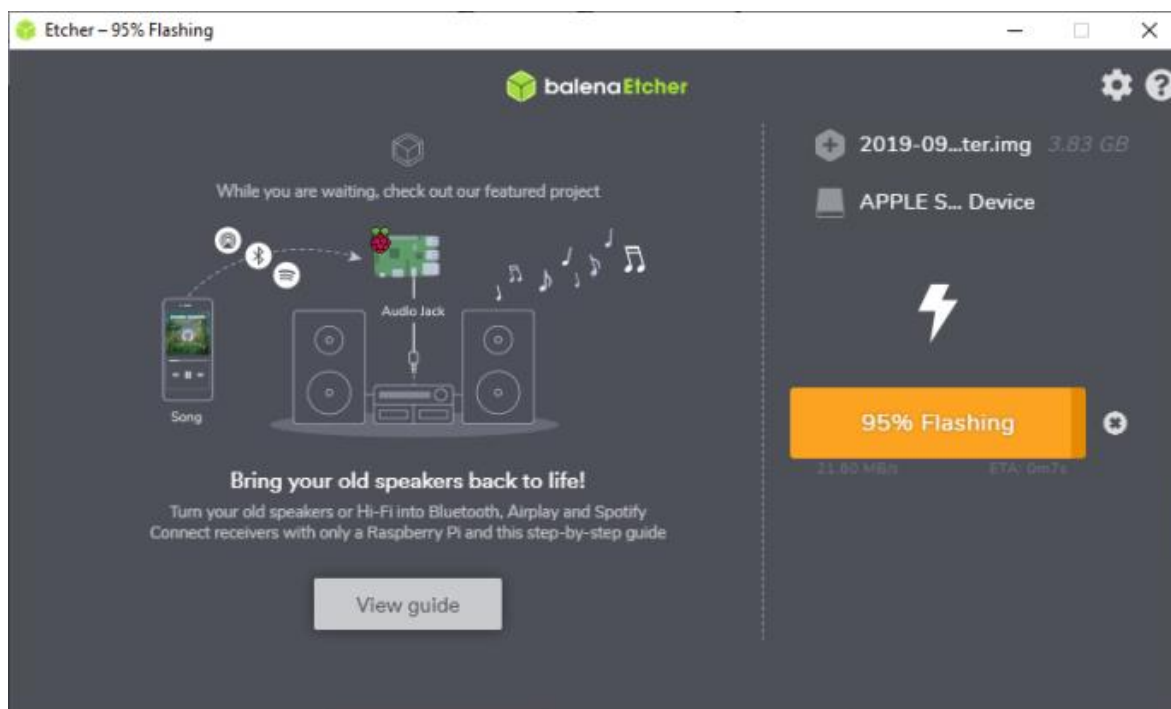 Etcher – 95% Flashing
balenaEtcher
While you are waiting, check out our featured project
Audio Jack
Song
Bring your old speakers back to life!
Turn your old speakers or Hi-Fi into Bluetooth, Airplay and Spotify
Connect receivers with only a Raspberry Pi and this step-by-step guide
View guide
2019-09...ter.img 3.83 GB
APPLE S... Device
95% Flashing
21.60 MB/s ETA: 0m7s